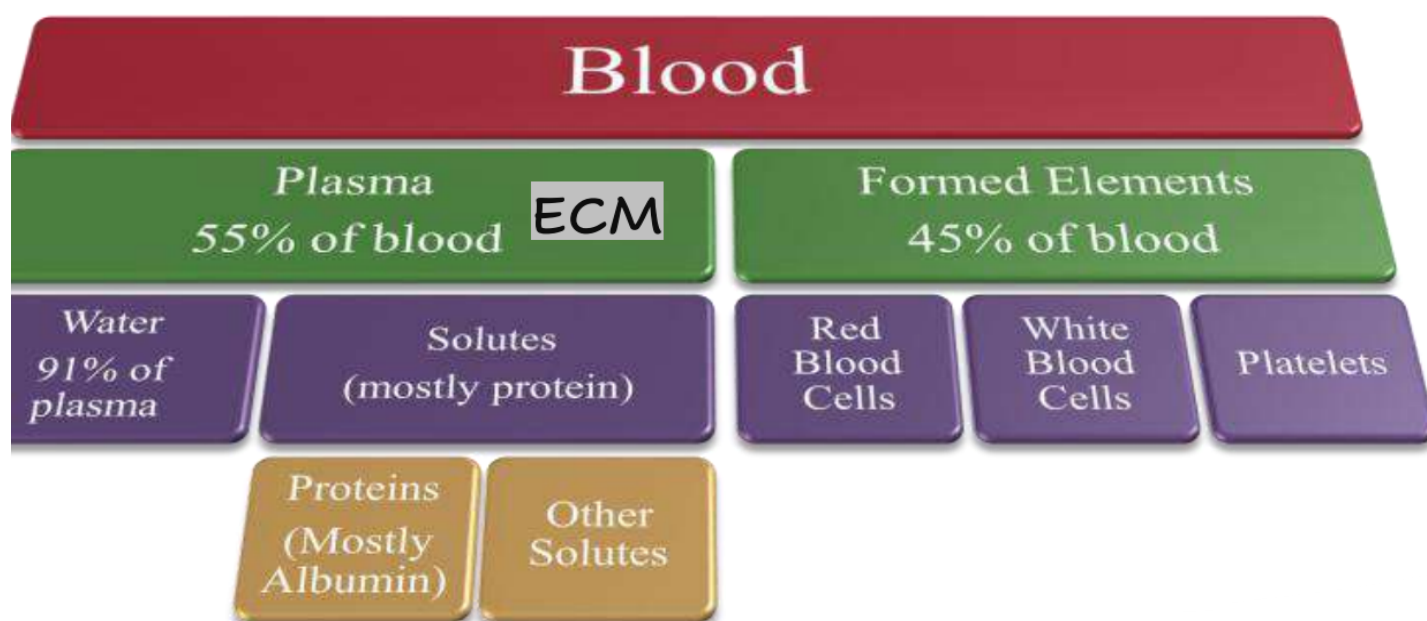 Blood
Plasma
55% of blood
ECM
Formed Elements
45% of blood
Water
91% of
plasma
Solutes
(mostly protein)
Red
Blood
Cells
White
Blood
Cells
Platelets
Proteins
(Mostly
Albumin)
Other
Solutes